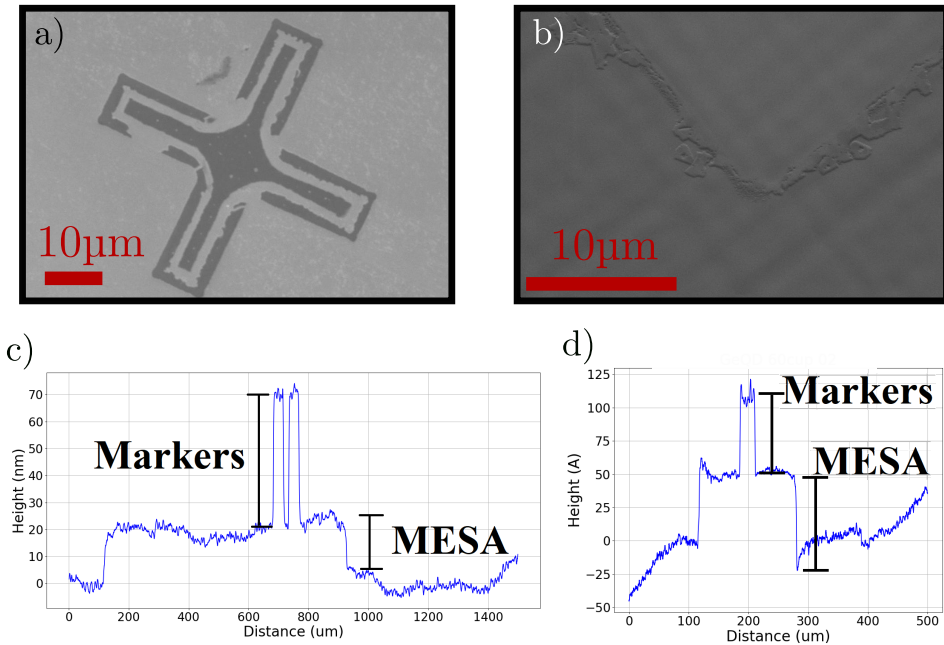 a)
10µm
b)
10µm
c)
Height (nm)
70
60
50
40
30
20
10
0
Markers
MESA
0
200
400
600
800
1000
1200
1400
Distance (um)
d)
Height (A)
125
100
75
50
25
0
−25
−50
Markers
MESA
0
100
200
300
400
500
Distance (um)